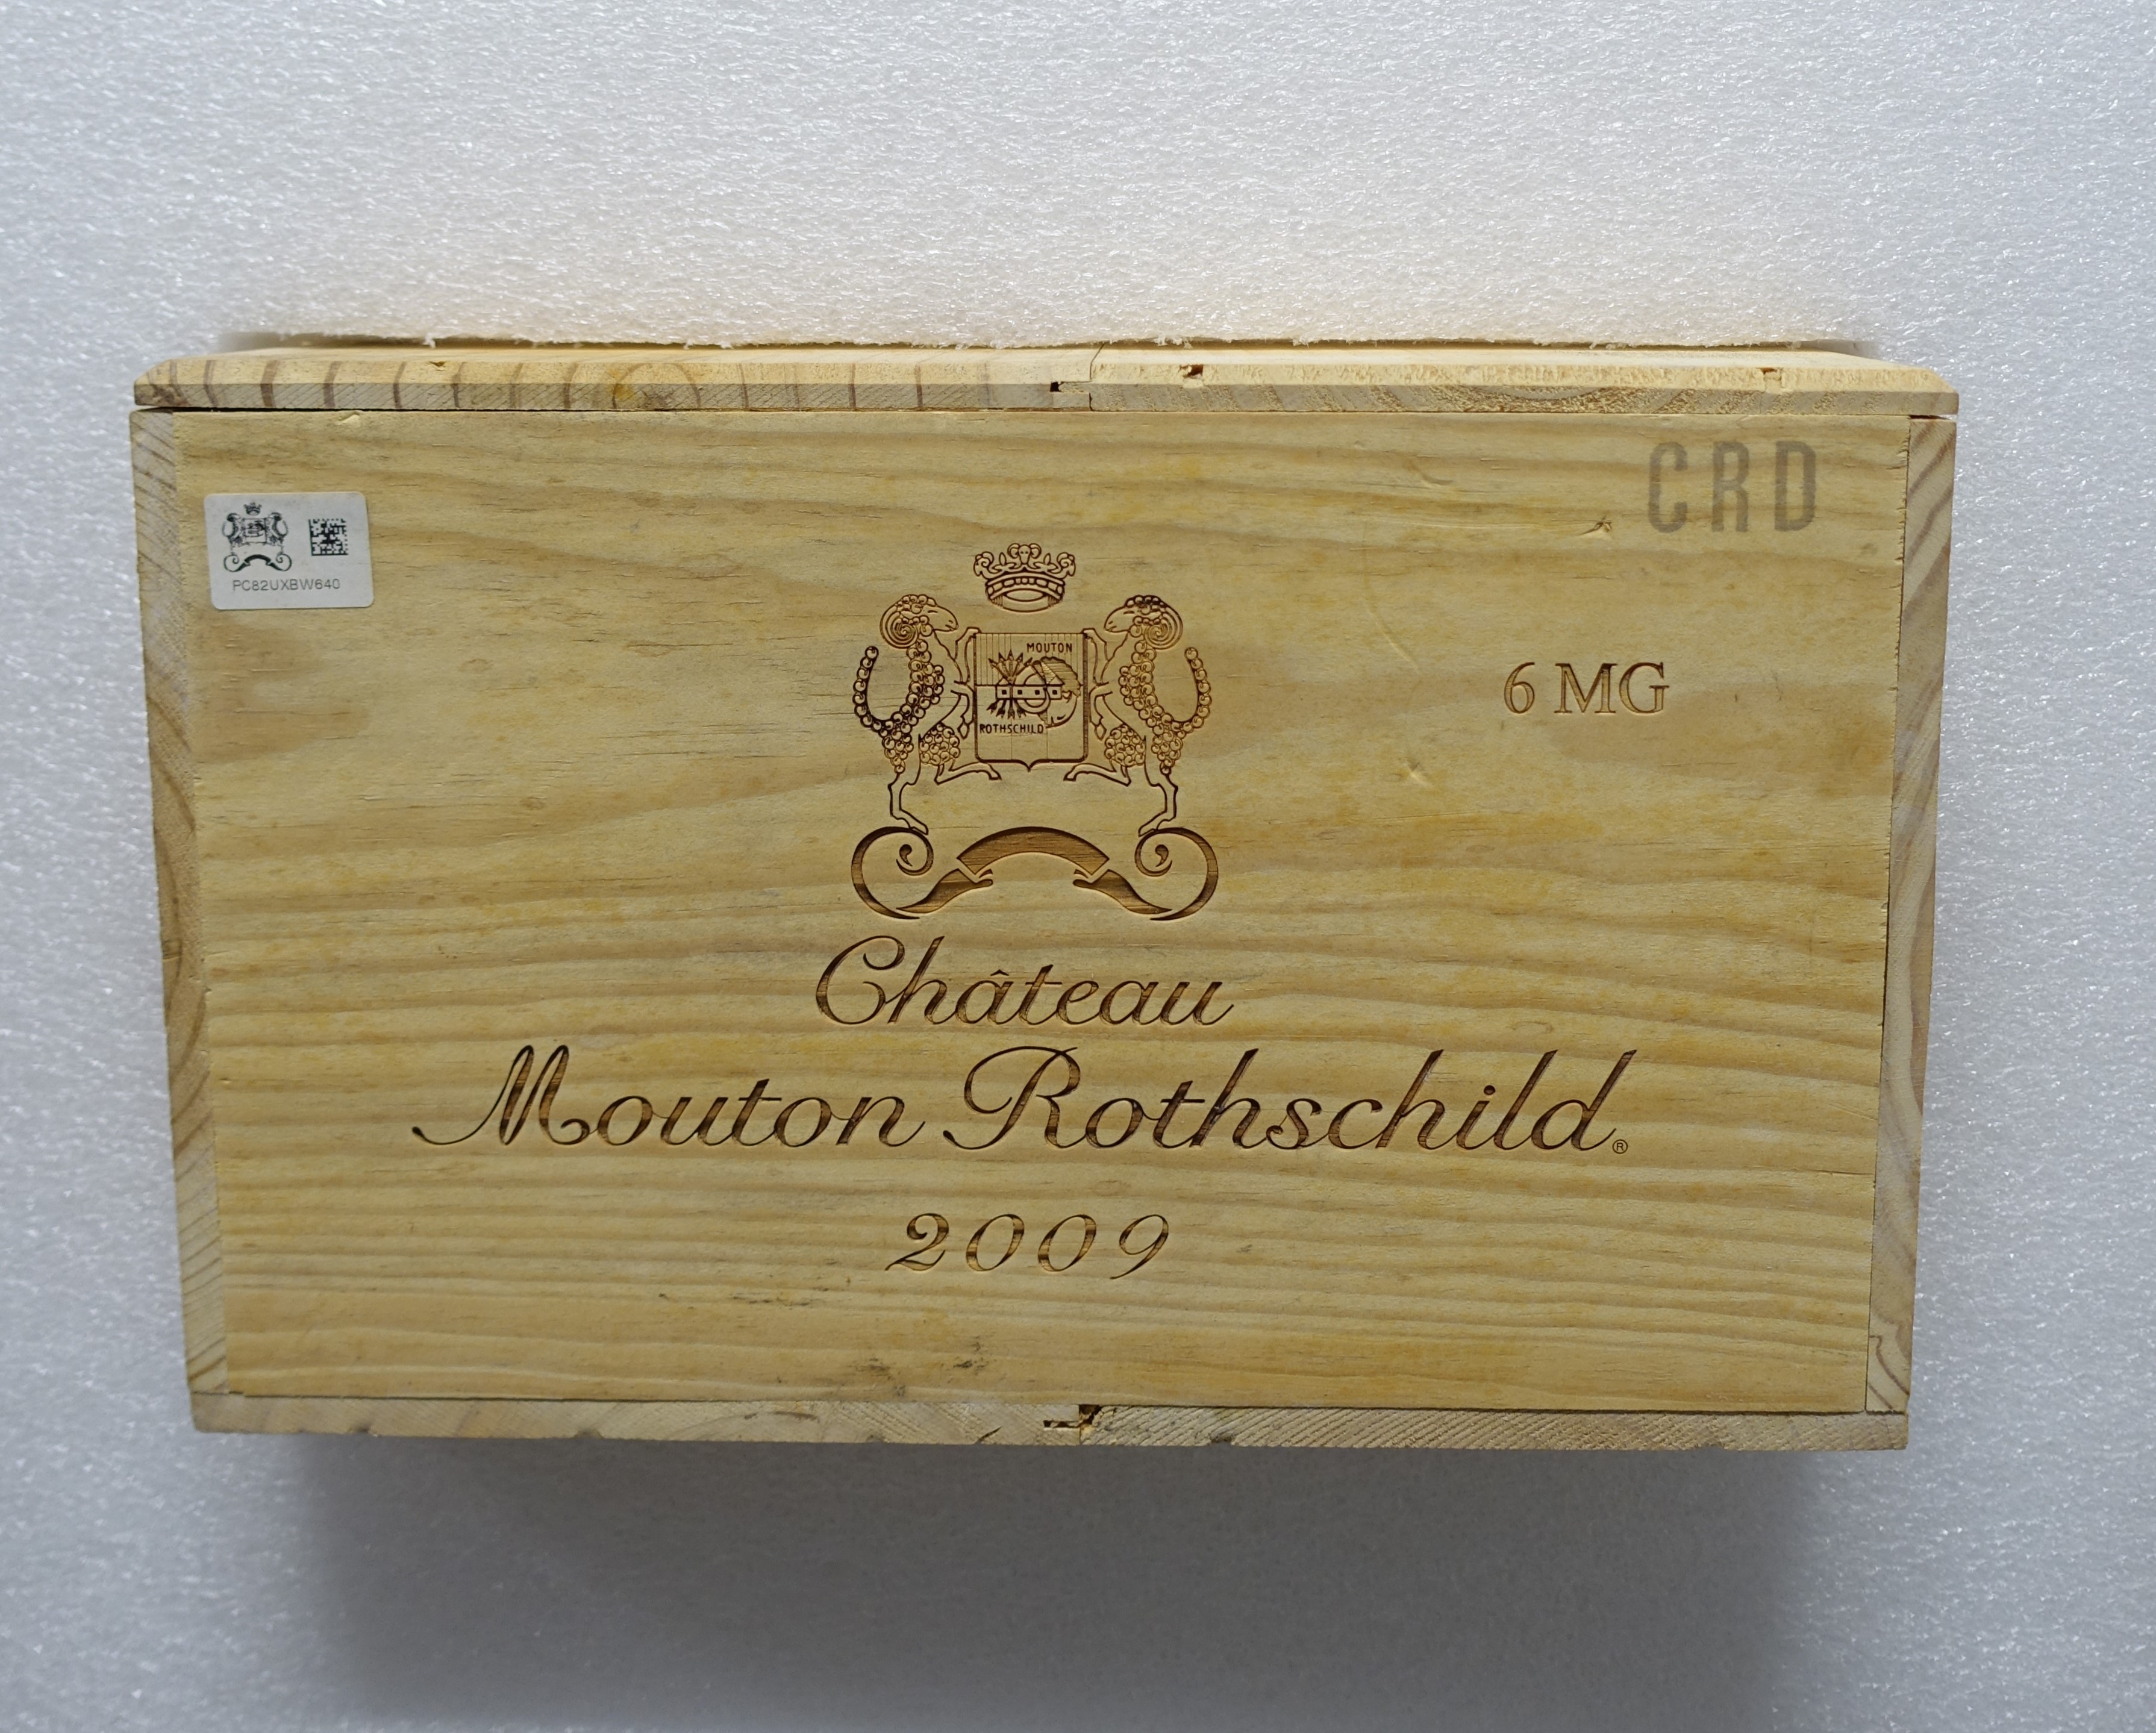 CRD
PC82UXBW640
MOUTON
ROTHSCHILD
6 MG
Château
Mouton Rothschild®
2009